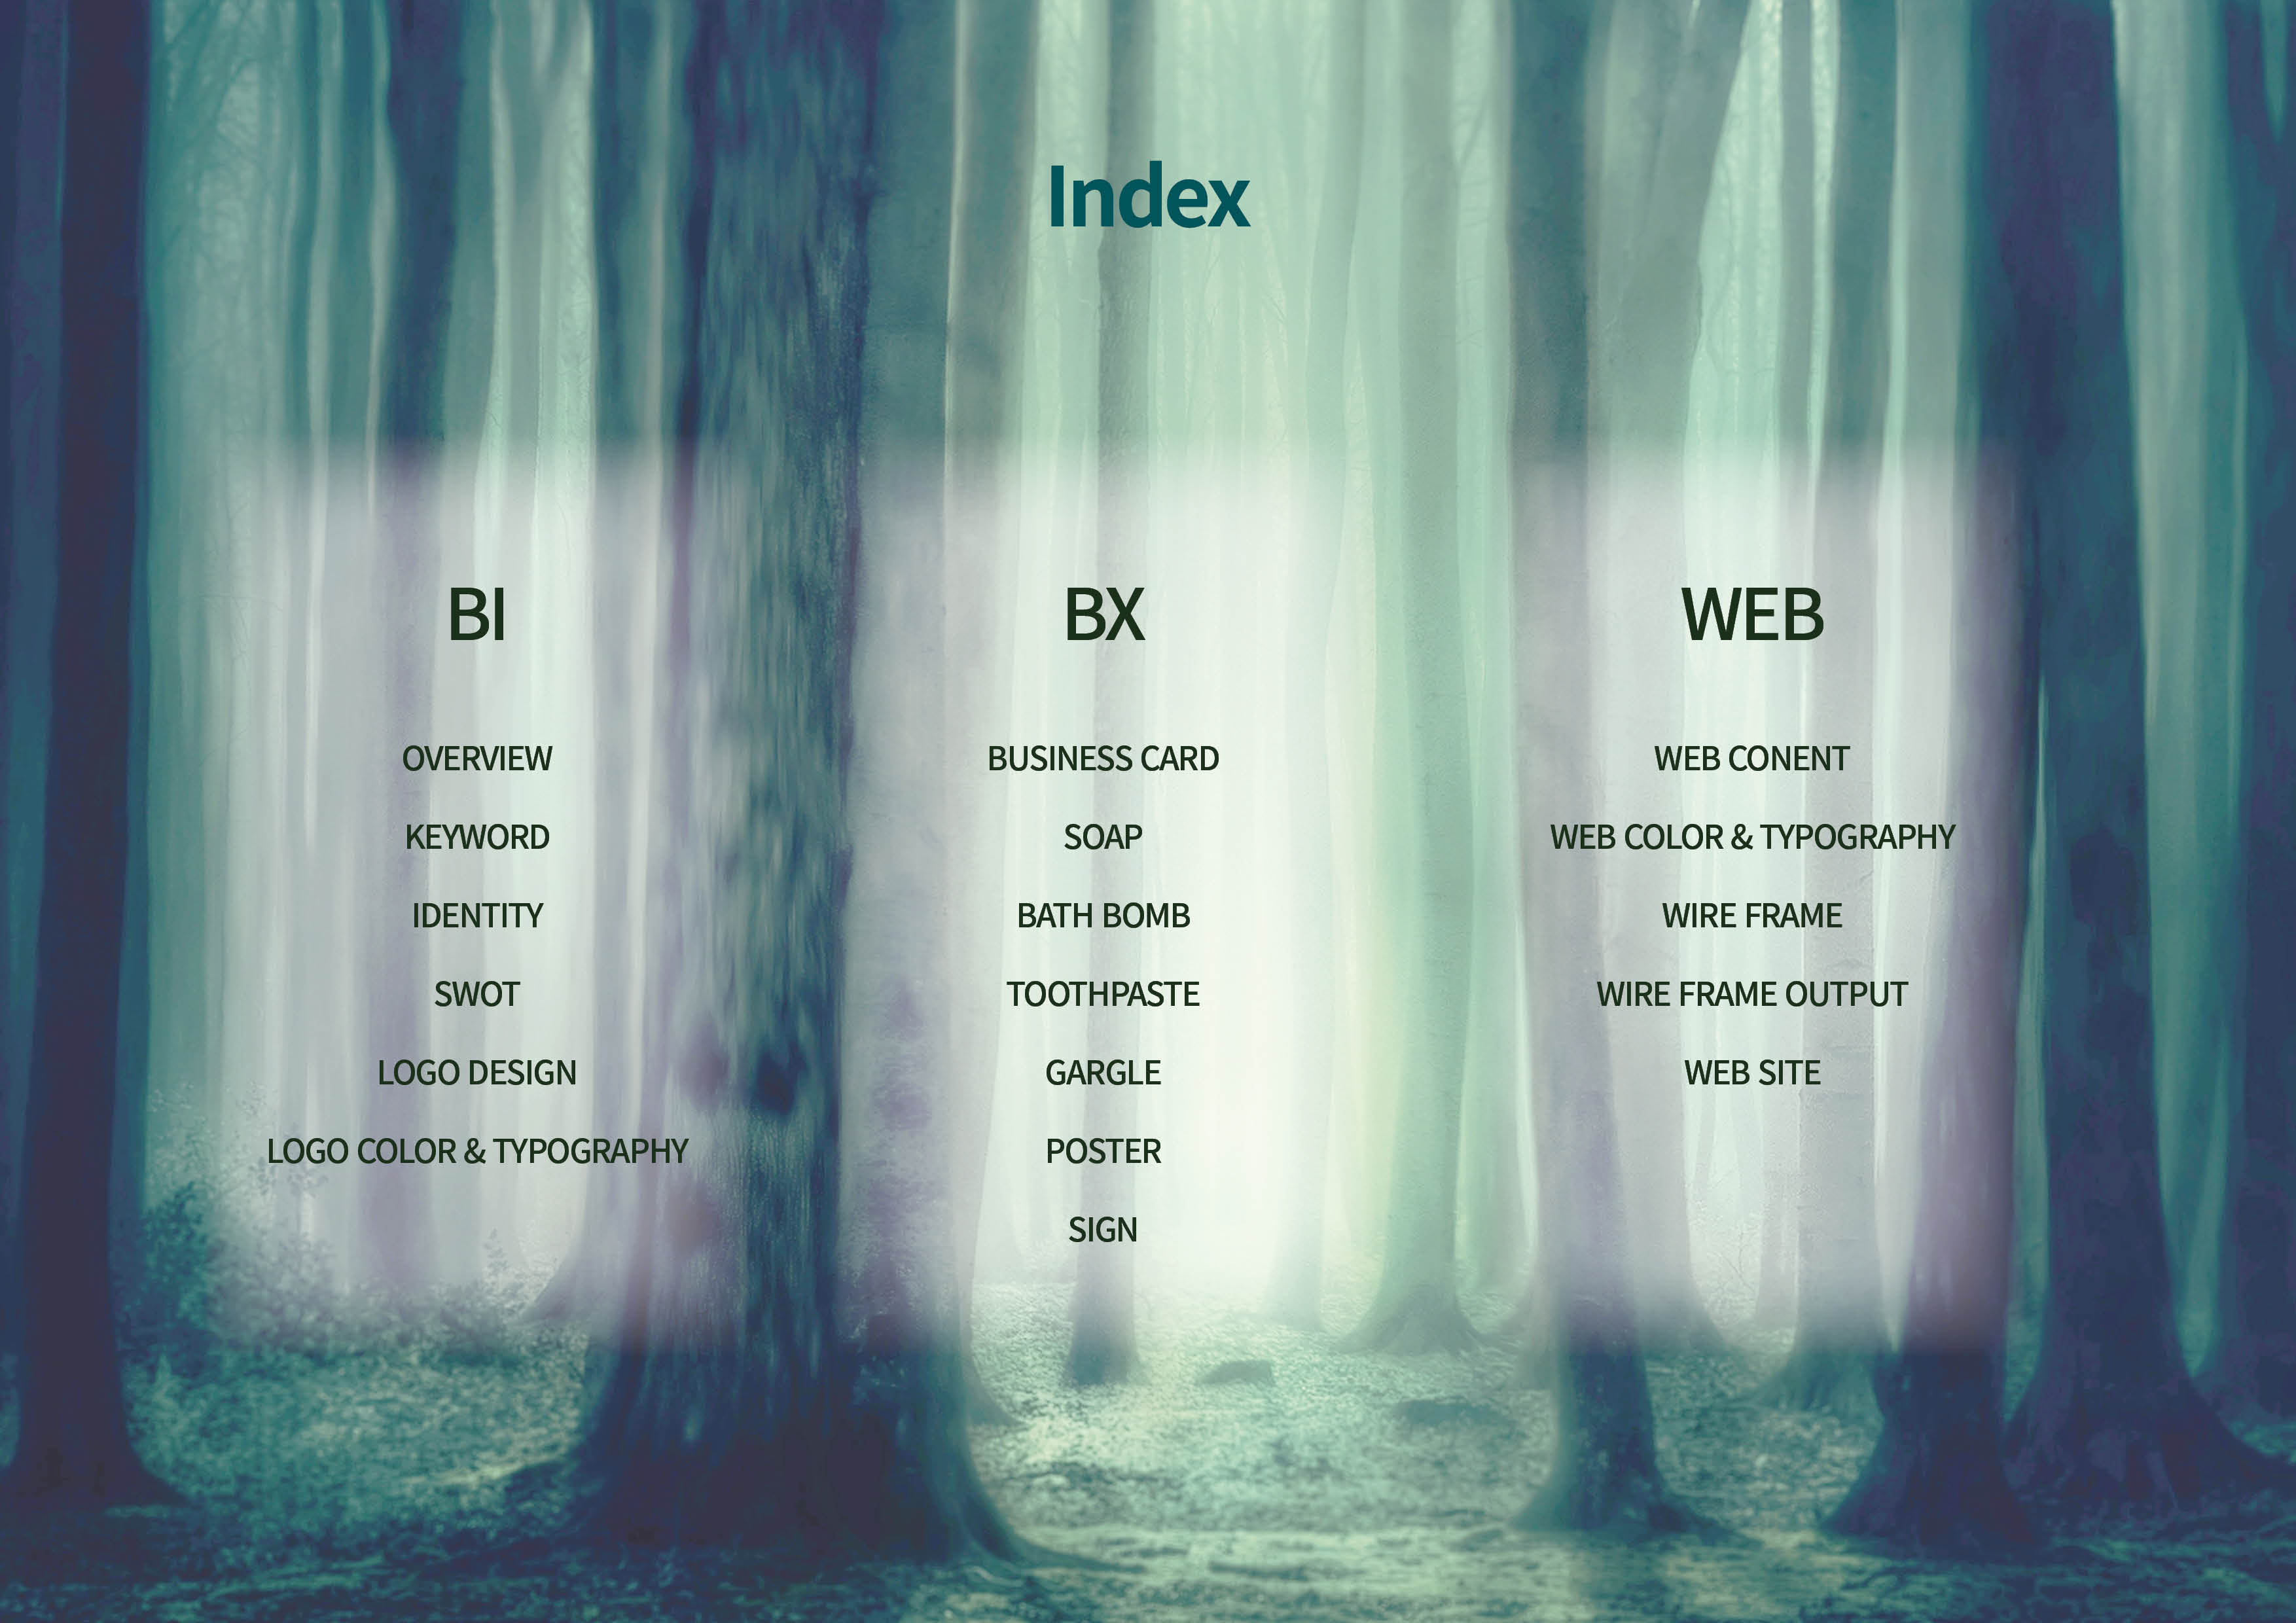 Index
BI
OVERVIEW
KEYWORD
IDENTITY
SWOT
LOGO DESIGN
LOGO COLOR & TYPOGRAPHY
BX
BUSINESS CARD
SOAP
BATH BOMB
TOOTHPASTE
GARGLE
POSTER
SIGN
WEB
WEB CONENT
WEB COLOR & TYPOGRAPHY
WIRE FRAME
WIRE FRAME OUTPUT
WEB SITE